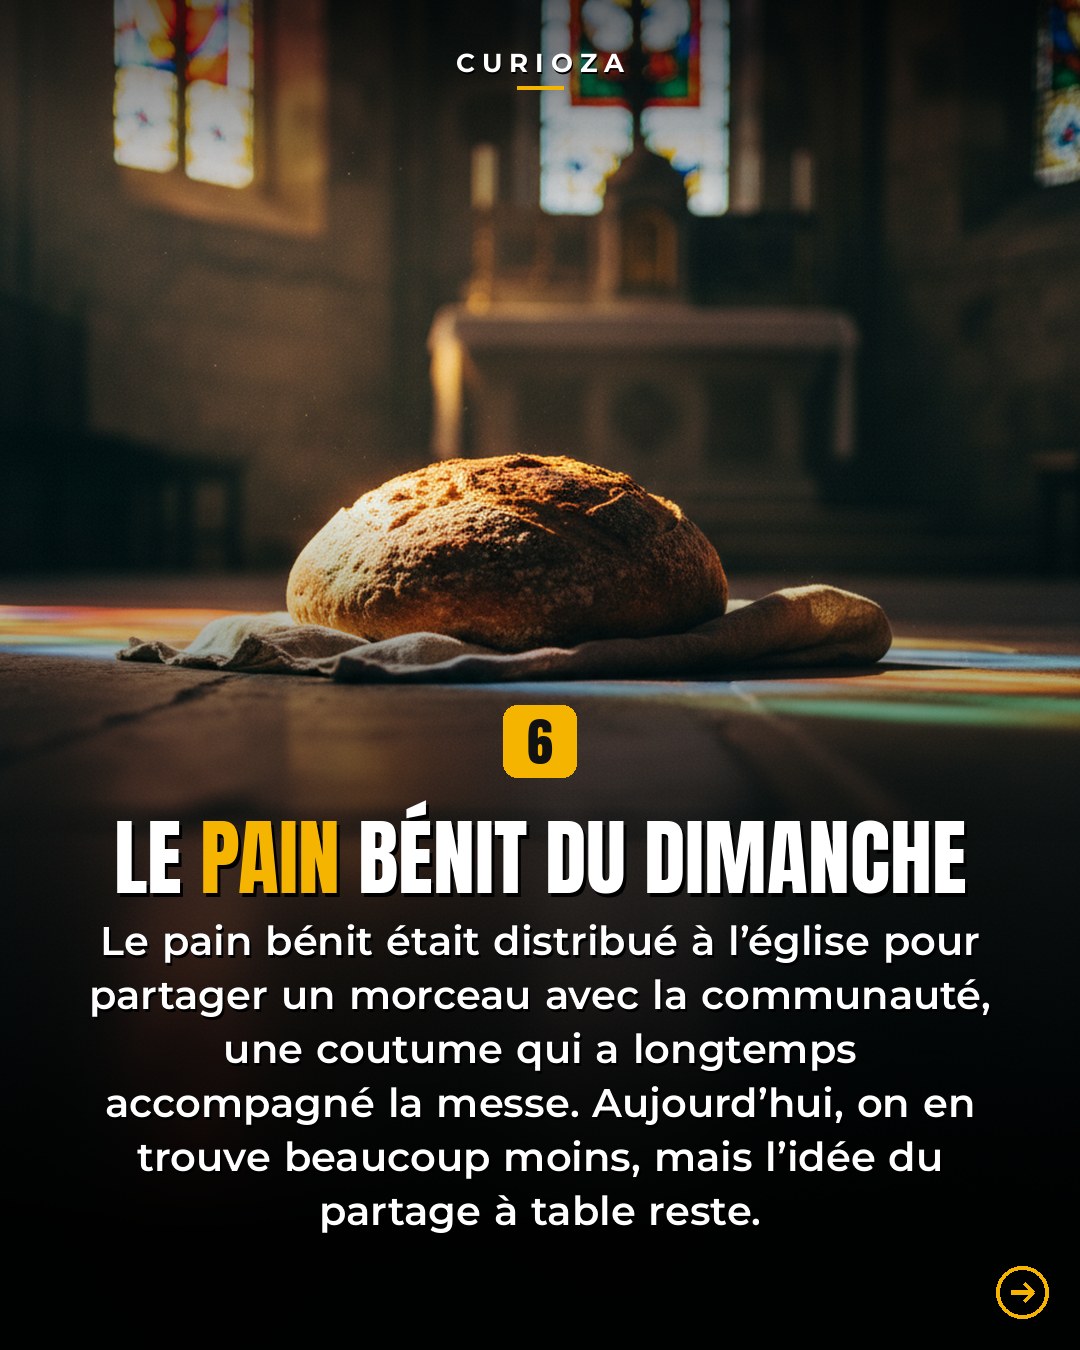 CURIOZA
6
LE PAIN BÉNIT DU DIMANCHE
Le pain bénit était distribué à l’église pour
partager un morceau avec la communauté,
une coutume qui a longtemps
accompagné la messe. Aujourd’hui, on en
trouve beaucoup moins, mais l’idée du
partage à table reste.